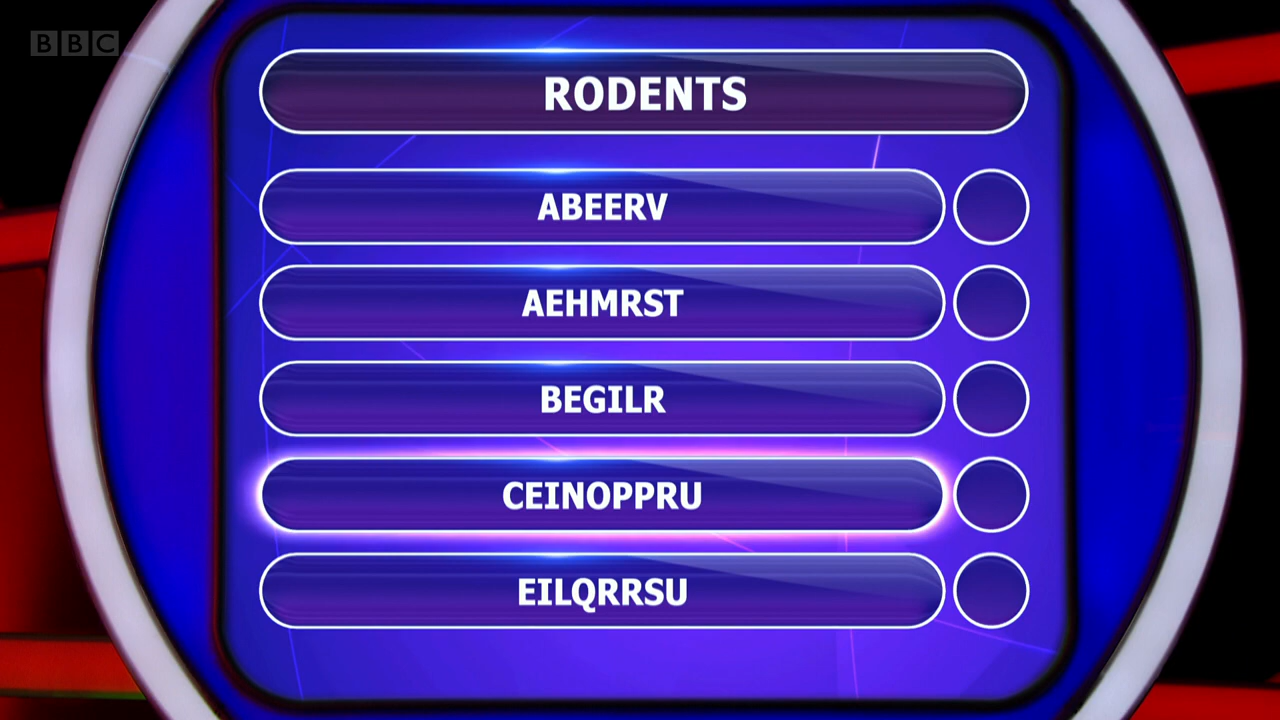 BBC
RODENTS
ABEERV
AEHMRST
BEGILR
CEINOPPRU
EILQRRSU